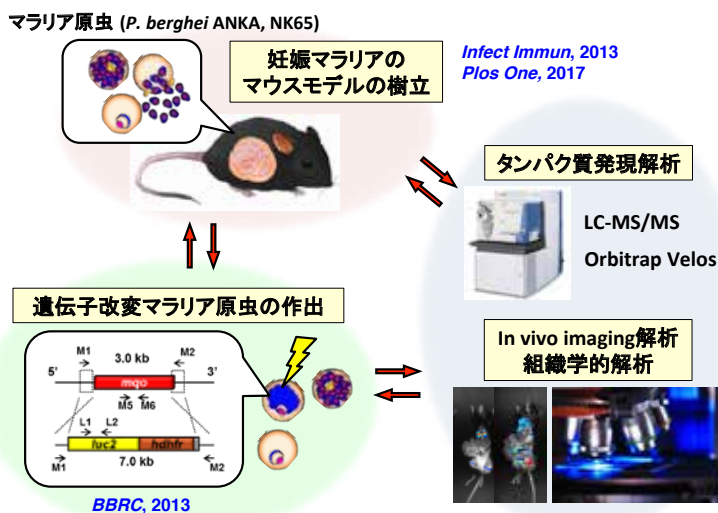 マラリア原虫 (P. berghei ANKA, NK65)
妊娠マラリアの
マウスモデルの樹立
Infect Immun, 2013
Plos One, 2017
タンパク質発現解析
LC-MS/MS
Orbitrap Velos
遺伝子改変マラリア原虫の作出
M1
3.0 kb
M2
5'
mqo
3'
M5
M6
L1
L2
luc2
hdhfr
M1
7.0 kb
M2
BBRC, 2013
In vivo imaging解析
組織学的解析